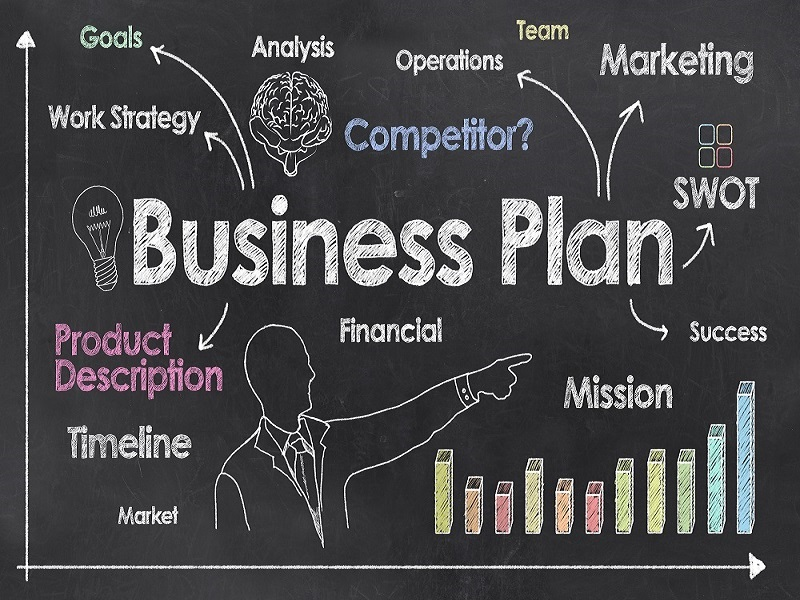 Goals
Analysis
Team
Operations
Marketing
Work Strategy
Competitor?
SWOT
Business Plan
Product
Description
Financial
Success
Mission
Timeline
Market